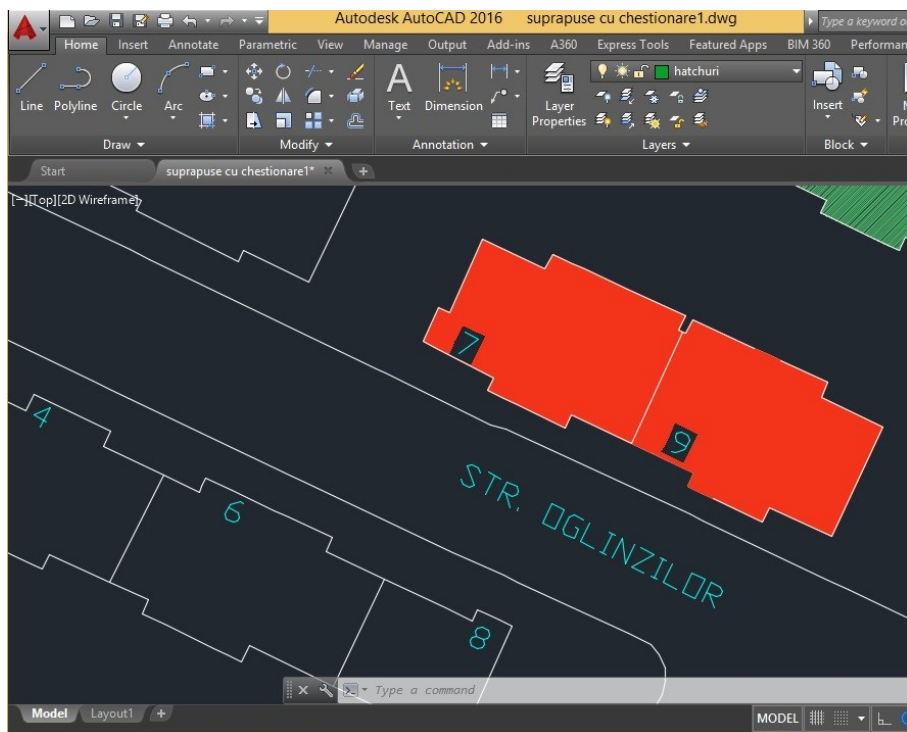 Autodesk AutoCAD 2016 suprapuse cu chestionare1.dwg
Type a keyword or
Home Insert Annotate Parametric View Manage Output Add-ins A360 Express Tools Featured Apps BIM 360
hatchuri
Line Polyline Circle Arc Text Dimension Layer Properties Insert
Draw Modify Annotation Layers Block
Start suprapuse cu chestionare1*
[−][Top][2D Wireframe]
7
4
9
6
STR. OGLINZILOR
8
Type a command
Model Layout1
MODEL